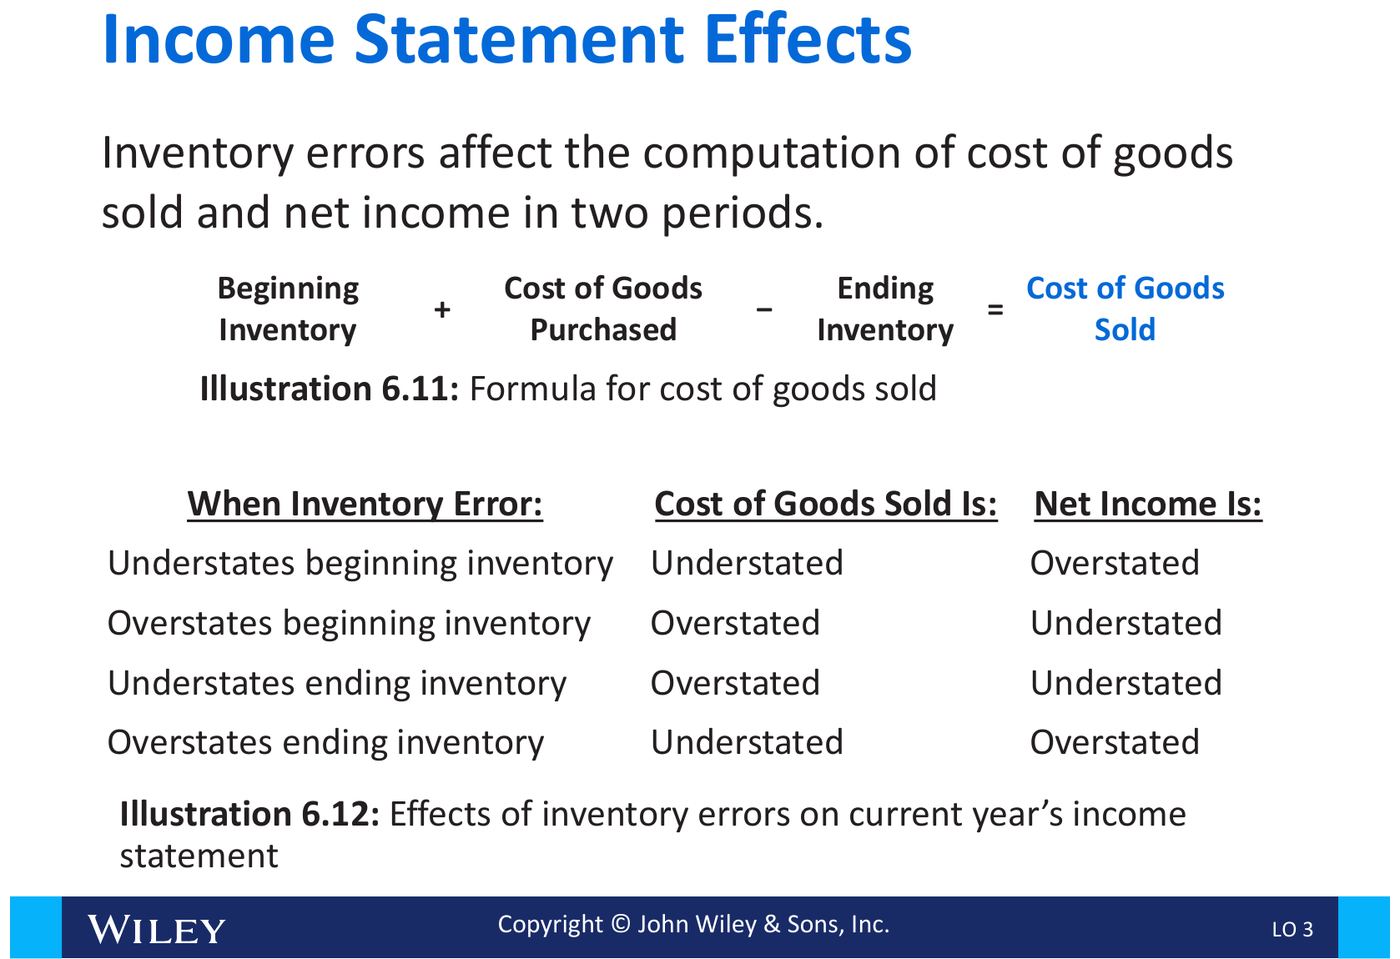 Income Statement Effects
Inventory errors affect the computation of cost of goods
sold and net income in two periods.
Beginning Inventory + Cost of Goods Purchased – Ending Inventory = Cost of Goods Sold
Illustration 6.11: Formula for cost of goods sold
When Inventory Error: Cost of Goods Sold Is: Net Income Is:
Understates beginning inventory Understated Overstated
Overstates beginning inventory Overstated Understated
Understates ending inventory Overstated Understated
Overstates ending inventory Understated Overstated
Illustration 6.12: Effects of inventory errors on current year’s income
statement
WILEY Copyright © John Wiley & Sons, Inc. LO 3